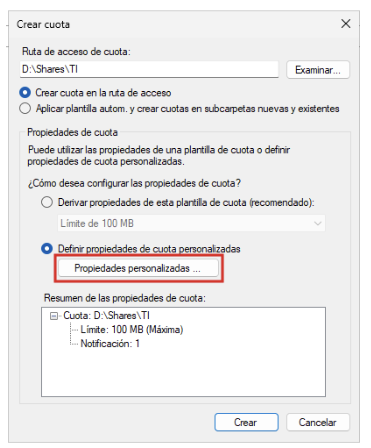 Crear cuota
Ruta de acceso de cuota:
D:\Shares\TI
Examinar...
Crear cuota en la ruta de acceso
Aplicar plantilla autom. y crear cuotas en subcarpetas nuevas y existentes
Propiedades de cuota
Puede utilizar las propiedades de una plantilla de cuota o definir
propiedades de cuota personalizadas.
¿Cómo desea configurar las propiedades de cuota?
Derivar propiedades de esta plantilla de cuota (recomendado):
Límite de 100 MB
Definir propiedades de cuota personalizadas
Propiedades personalizadas ...
Resumen de las propiedades de cuota:
Cuota: D:\Shares\TI
Límite: 100 MB (Máxima)
Notificación: 1
Crear
Cancelar